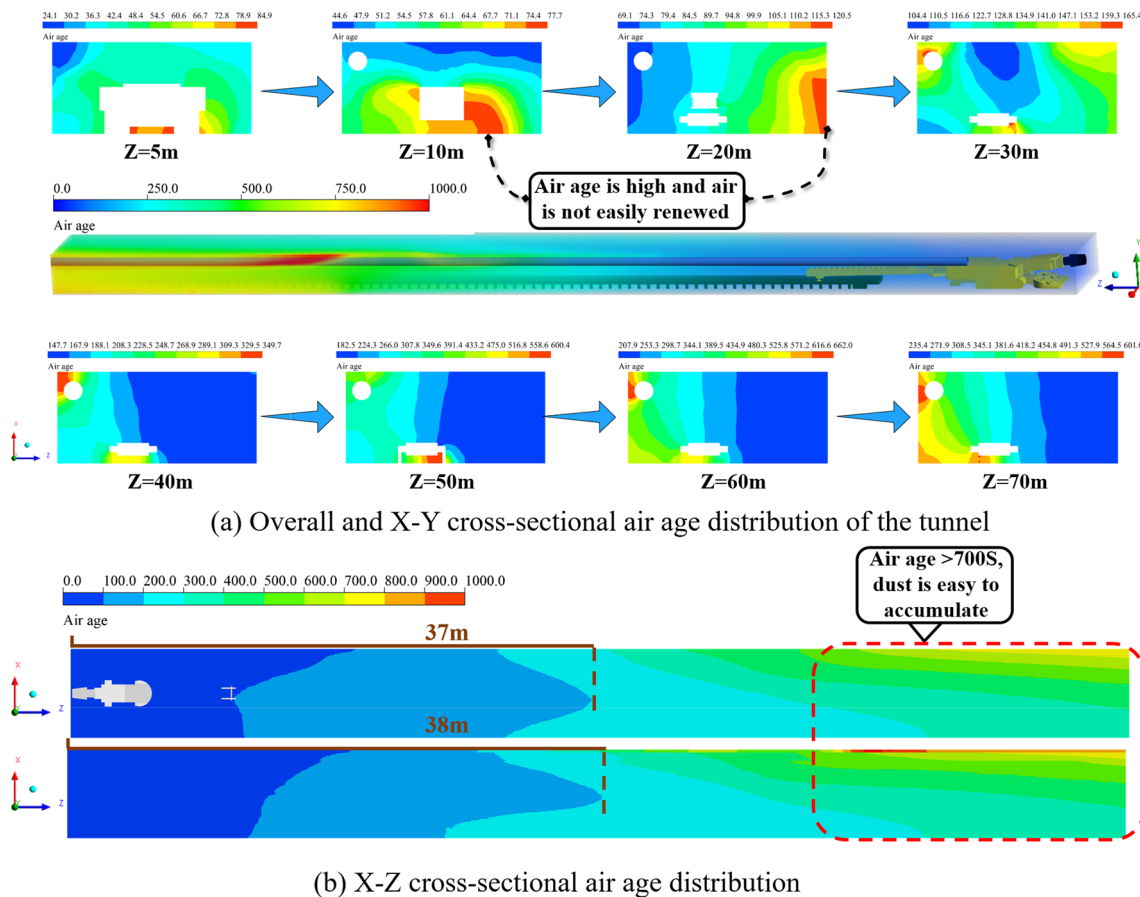 24.1 30.2 36.3 42.4 48.4 54.5 60.6 66.7 72.8 78.9 84.9
Air age
Z=5m
44.6 47.9 51.2 54.5 57.8 61.1 64.4 67.7 71.1 74.4 77.7
Air age
Z=10m
69.1 74.3 79.4 84.5 89.7 94.8 99.9 105.1 110.2 115.3 120.5
Air age
Z=20m
104.4 110.5 116.6 122.7 128.8 134.9 141.0 147.1 153.2 159.3 165.4
Air age
Z=30m
Air age is high and air
is not easily renewed
0.0 250.0 500.0 750.0 1000.0
Air age
Y
Z
147.7 167.9 188.1 208.3 228.5 248.7 268.9 289.1 309.3 329.5 349.7
Air age
Z=40m
182.5 224.3 266.0 307.8 349.6 391.4 433.2 475.0 516.8 558.6 600.4
Air age
Z=50m
207.9 253.3 298.7 344.1 389.5 434.9 480.3 525.8 571.2 616.6 662.0
Air age
Z=60m
235.4 271.9 308.5 345.1 381.6 418.2 454.8 491.3 527.9 564.5 601.0
Air age
Z=70m
X
Z
(a) Overall and X-Y cross-sectional air age distribution of the tunnel
0.0 100.0 200.0 300.0 400.0 500.0 600.0 700.0 800.0 900.0 1000.0
Air age
Air age >700S,
dust is easy to
accumulate
37m
X
Z
38m
X
Z
(b) X-Z cross-sectional air age distribution